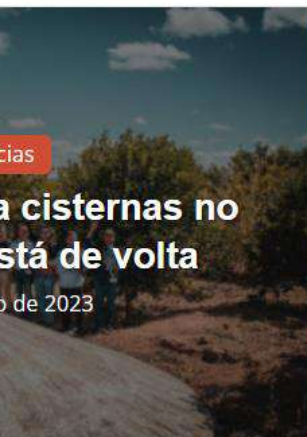 cias
a cisternas no
stá de volta
o de 2023